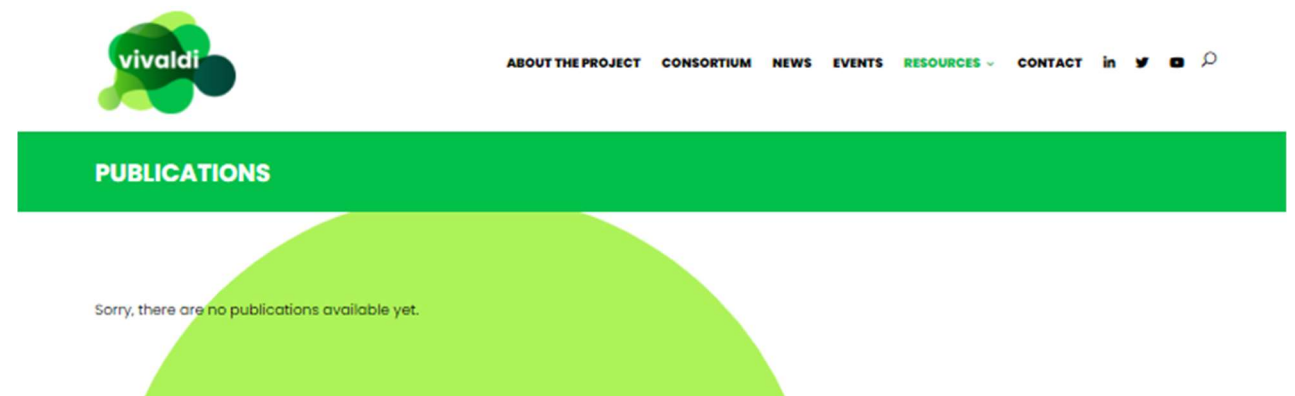 vivaldi
ABOUT THE PROJECT CONSORTIUM NEWS EVENTS RESOURCES CONTACT in
PUBLICATIONS
Sorry, there are no publications available yet.